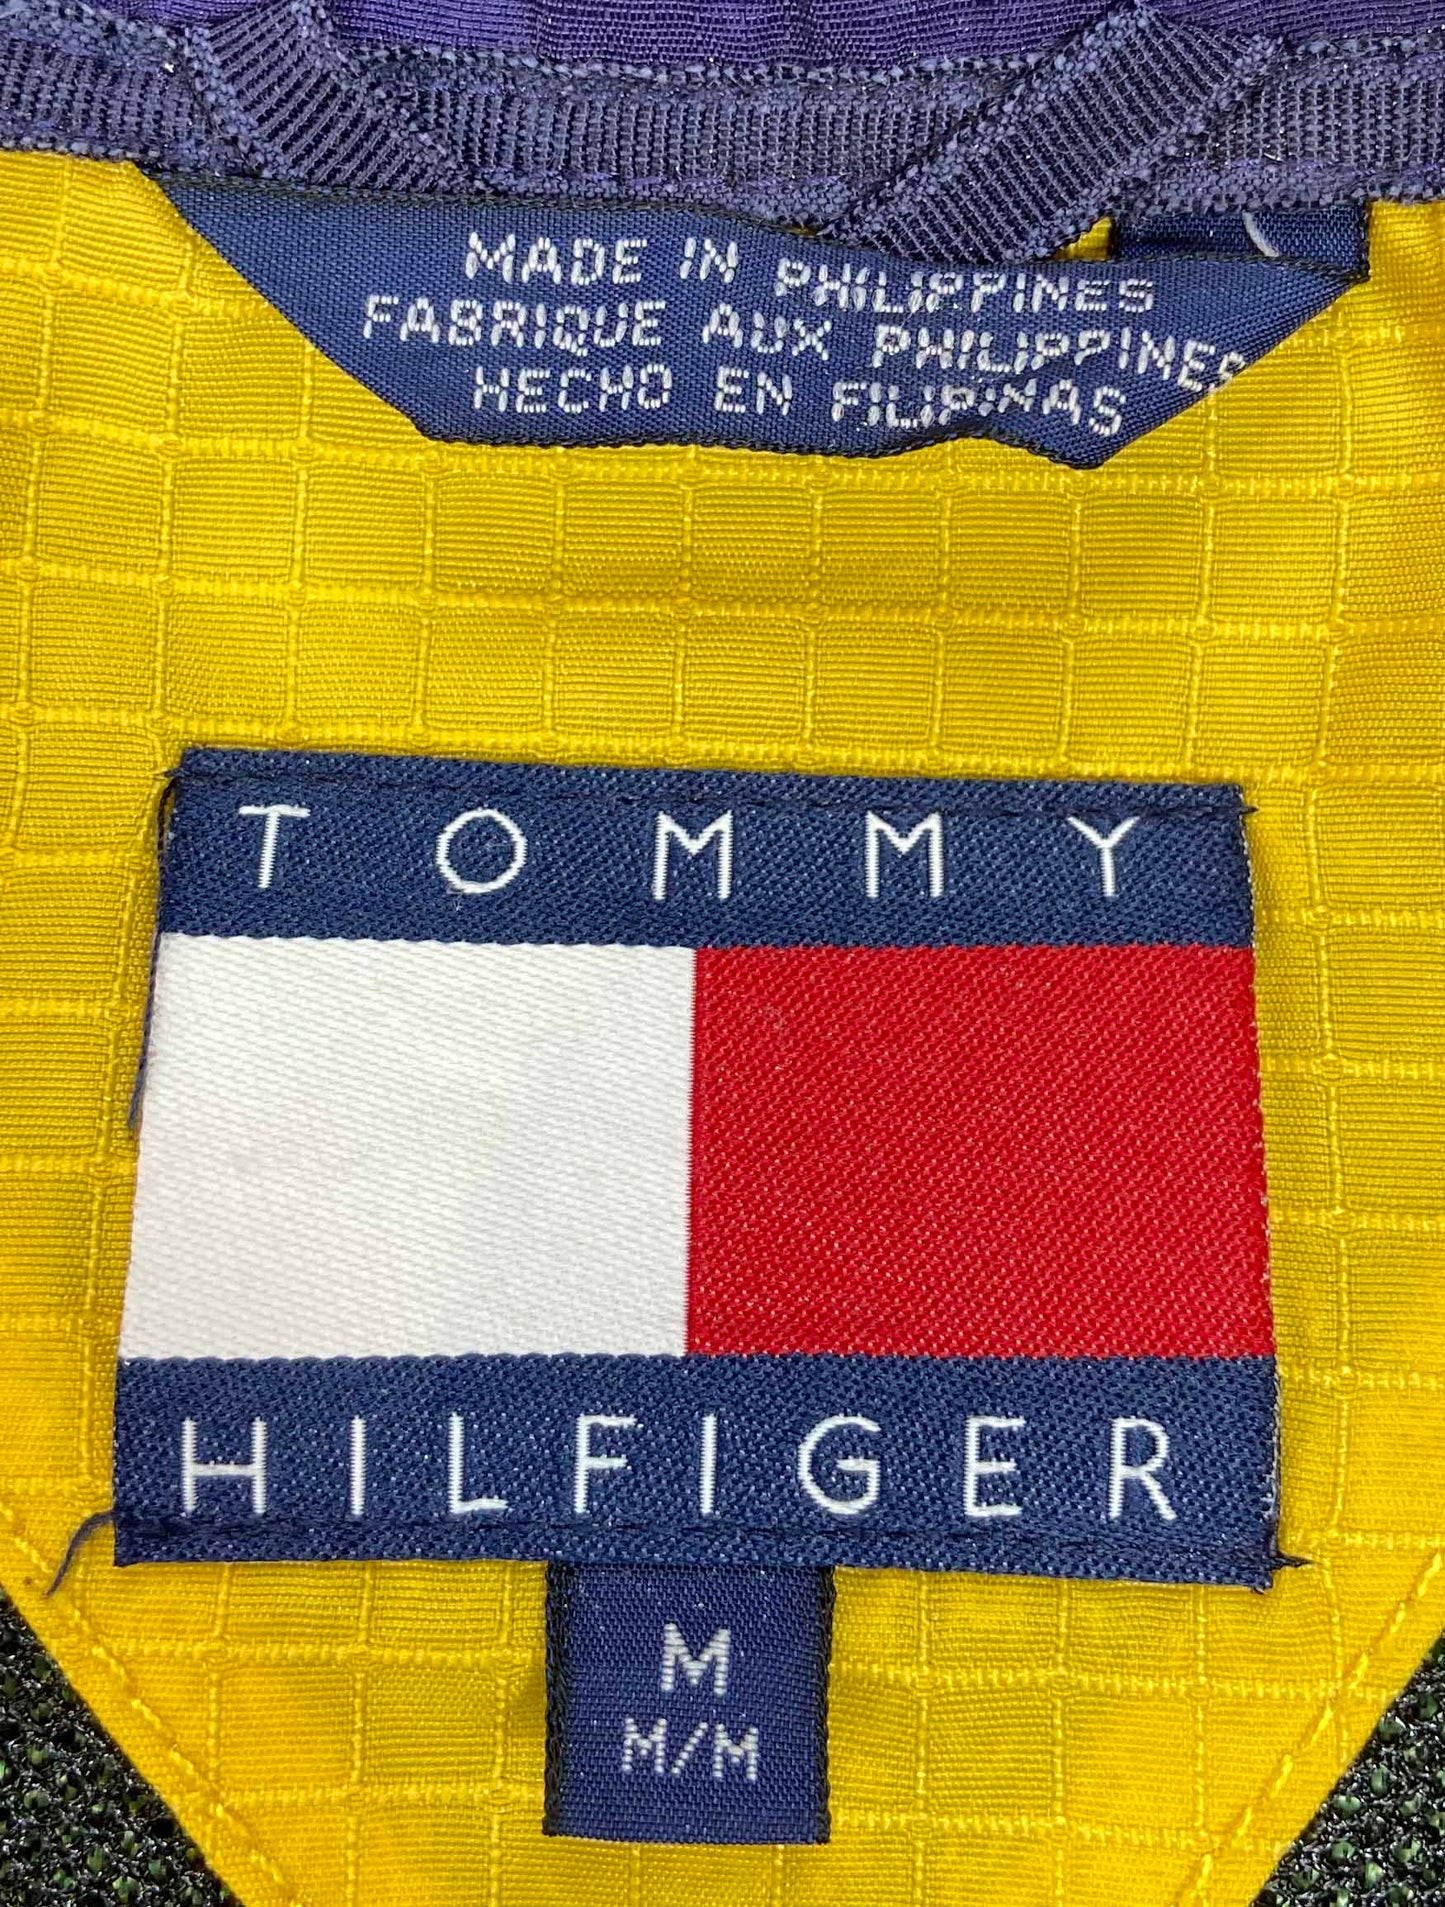 MADE IN PHILIPPINES
FABRIQUE AUX PHILIPPINES
HECHO EN FILIPINAS
TOMMY
HILFIGER
M
M/M